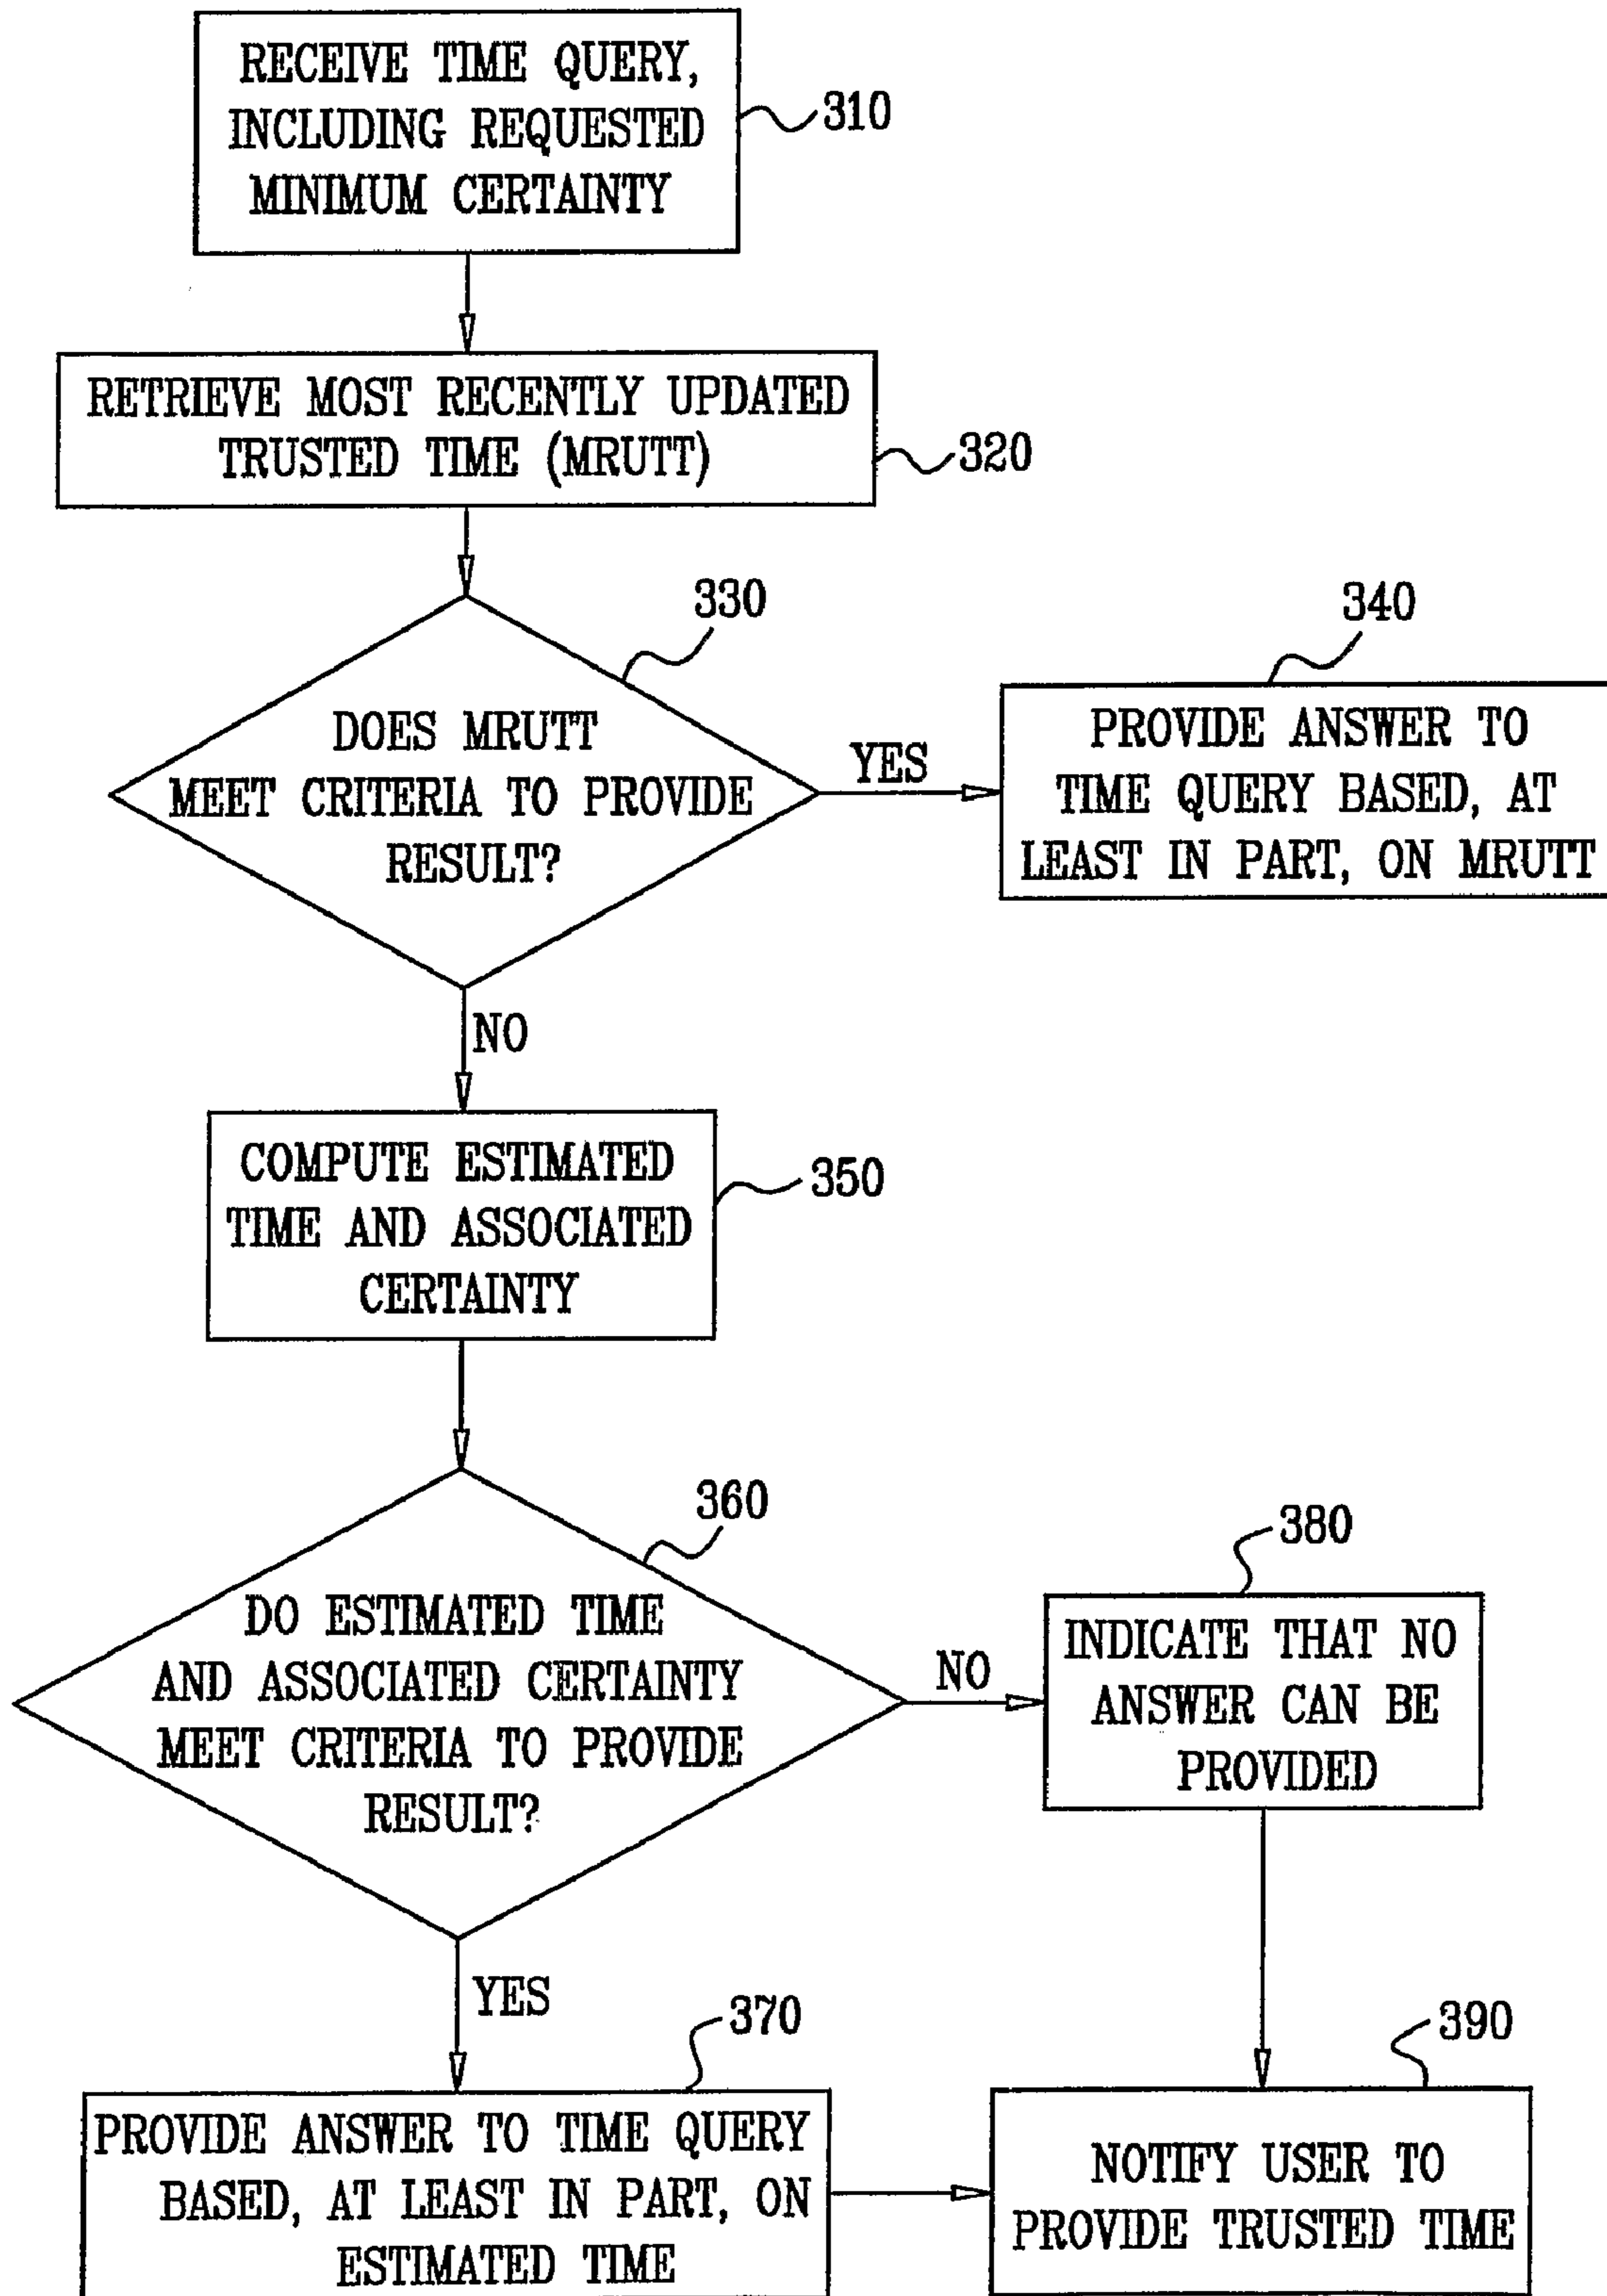 RECEIVE TIME QUERY,
INCLUDING REQUESTED
MINIMUM CERTAINTY
310
RETRIEVE MOST RECENTLY UPDATED
TRUSTED TIME (MRUTT)
320
330
DOES MRUTT
MEET CRITERIA TO PROVIDE
RESULT?
YES
340
PROVIDE ANSWER TO
TIME QUERY BASED, AT
LEAST IN PART, ON MRUTT
NO
COMPUTE ESTIMATED
TIME AND ASSOCIATED
CERTAINTY
350
360
DO ESTIMATED TIME
AND ASSOCIATED CERTAINTY
MEET CRITERIA TO PROVIDE
RESULT?
NO
380
INDICATE THAT NO
ANSWER CAN BE
PROVIDED
YES
370
PROVIDE ANSWER TO TIME QUERY
BASED, AT LEAST IN PART, ON
ESTIMATED TIME
390
NOTIFY USER TO
PROVIDE TRUSTED TIME